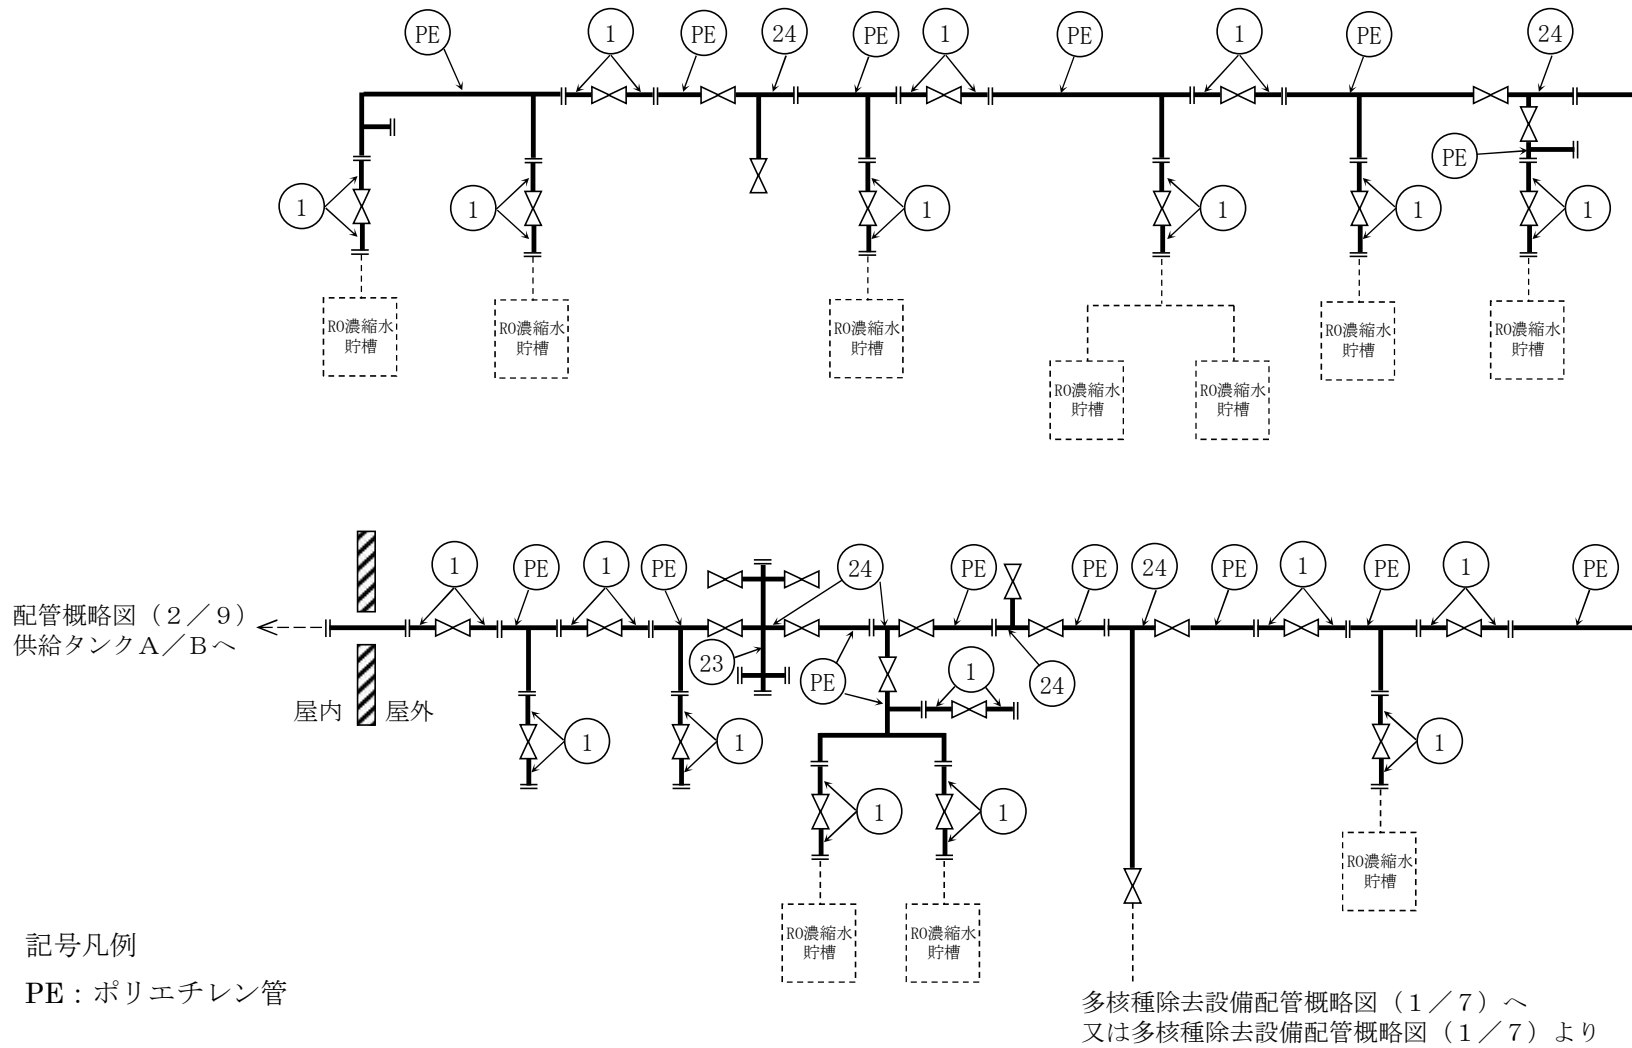 PE
1
PE
24
PE
1
PE
1
PE
24
PE
1
1
1
1
1
1
RO濃縮水
貯槽
RO濃縮水
貯槽
RO濃縮水
貯槽
RO濃縮水
貯槽
RO濃縮水
貯槽
RO濃縮水
貯槽
RO濃縮水
貯槽
1
PE
1
PE
24
PE
PE
24
PE
1
PE
1
PE
配管概略図（２／９）
供給タンクＡ／Ｂへ
23
PE
1
24
屋内
屋外
1
1
1
1
1
RO濃縮水
貯槽
RO濃縮水
貯槽
RO濃縮水
貯槽
記号凡例
PE：ポリエチレン管
多核種除去設備配管概略図（１／７）へ
又は多核種除去設備配管概略図（１／７）より